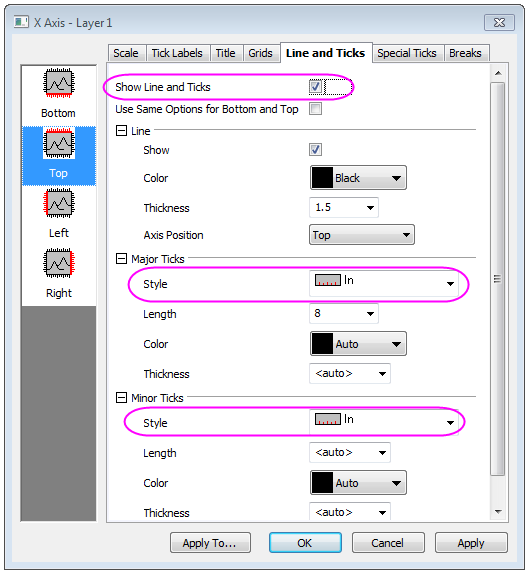 X Axis - Layer1
Scale Tick Labels Title Grids Line and Ticks Special Ticks Breaks
Bottom
Top
Left
Right
Show Line and Ticks
Use Same Options for Bottom and Top
Line
Show
Color Black
Thickness 1.5
Axis Position Top
Major Ticks
Style In
Length 8
Color Auto
Thickness <auto>
Minor Ticks
Style In
Length <auto>
Color Auto
Thickness <auto>
Apply To... OK Cancel Apply